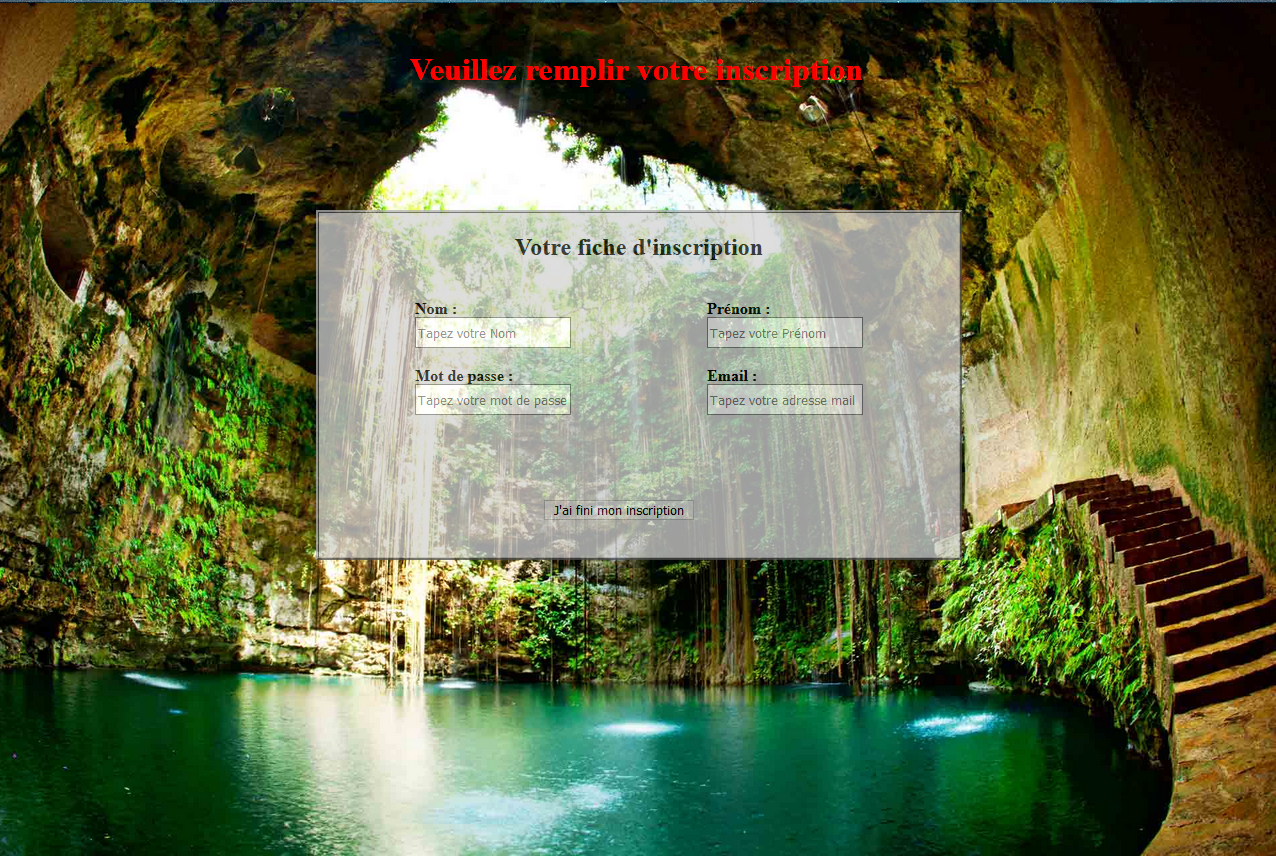 Veuillez remplir votre inscription
Votre fiche d'inscription
Nom :
Prénom :
Tapez votre Nom
Tapez votre Prénom
Mot de passe :
Email :
Tapez votre mot de passe
Tapez votre adresse mail
J'ai fini mon inscription